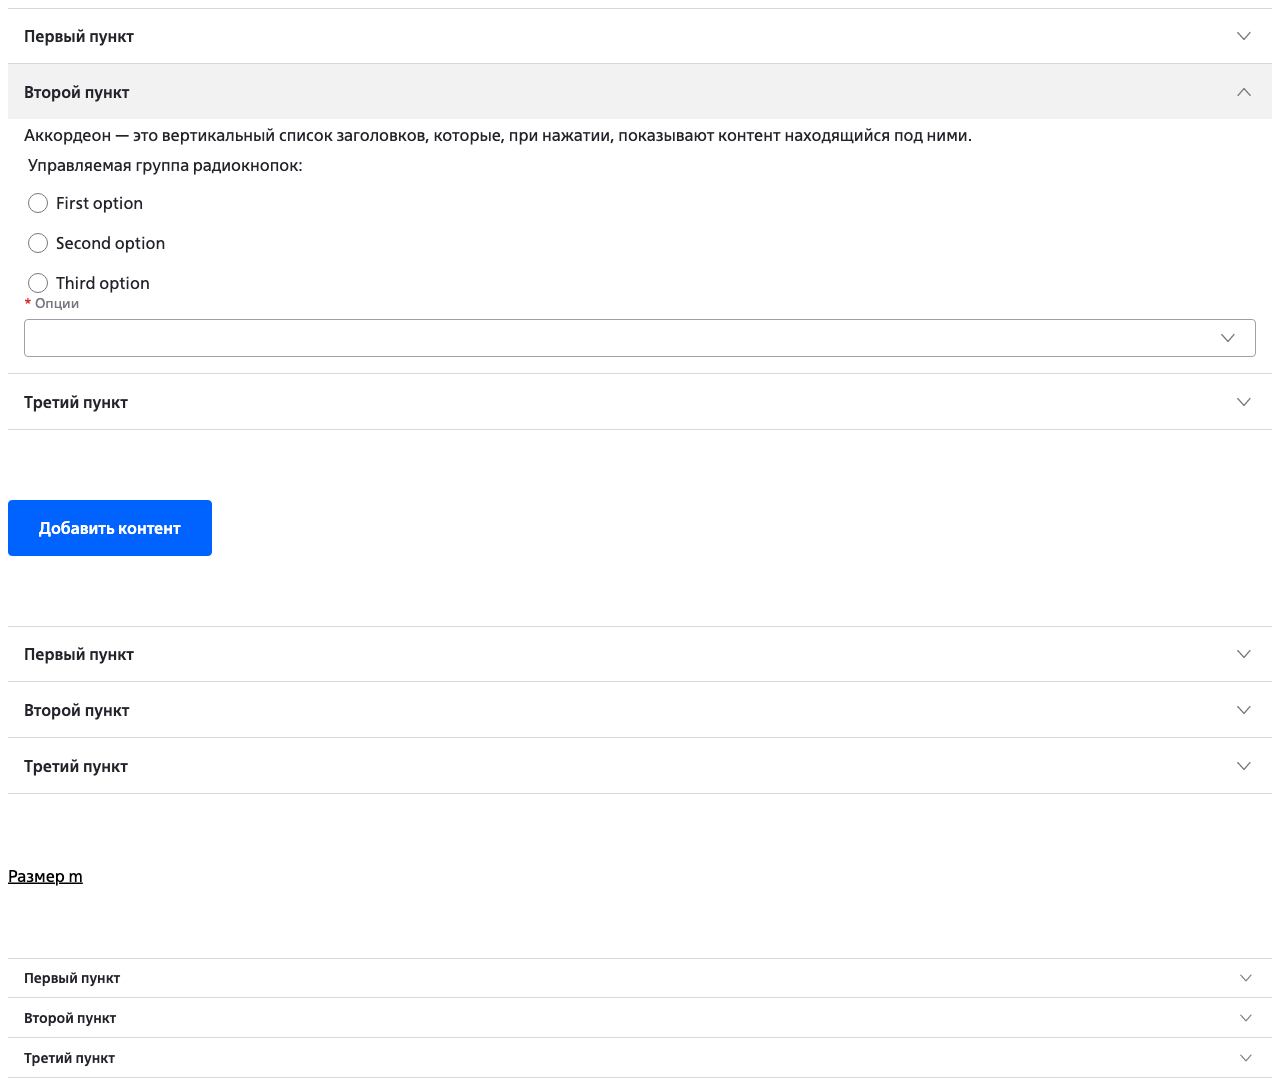 Первый пункт
Второй пункт
Аккордеон — это вертикальный список заголовков, которые, при нажатии, показывают контент находящийся под ними.
Управляемая группа радиокнопок:
First option
Second option
Third option
* Опции
Третий пункт
Добавить контент
Первый пункт
Второй пункт
Третий пункт
Размер m
Первый пункт
Второй пункт
Третий пункт